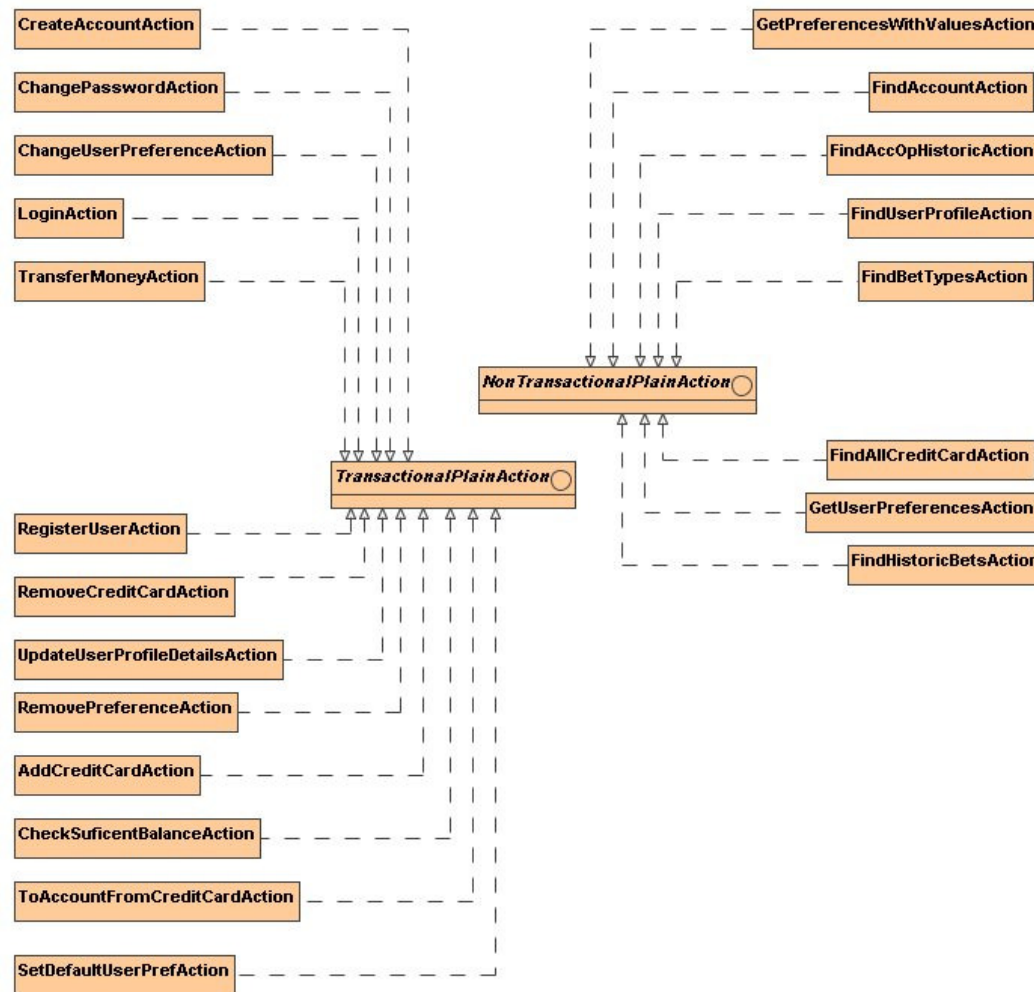 CreateAccountAction
ChangePasswordAction
ChangeUserPreferenceAction
LoginAction
TransferMoneyAction
GetPreferencesWithValuesAction
FindAccountAction
FindAccOpHistoricAction
FindUserProfileAction
FindBetTypesAction
NonTransactionalPlainAction
TransactionalPlainAction
FindAllCreditCardAction
GetUserPreferencesAction
FindHistoricBetsAction
RegisterUserAction
RemoveCreditCardAction
UpdateUserProfileDetailsAction
RemovePreferenceAction
AddCreditCardAction
CheckSuficentBalanceAction
ToAccountFromCreditCardAction
SetDefaultUserPrefAction